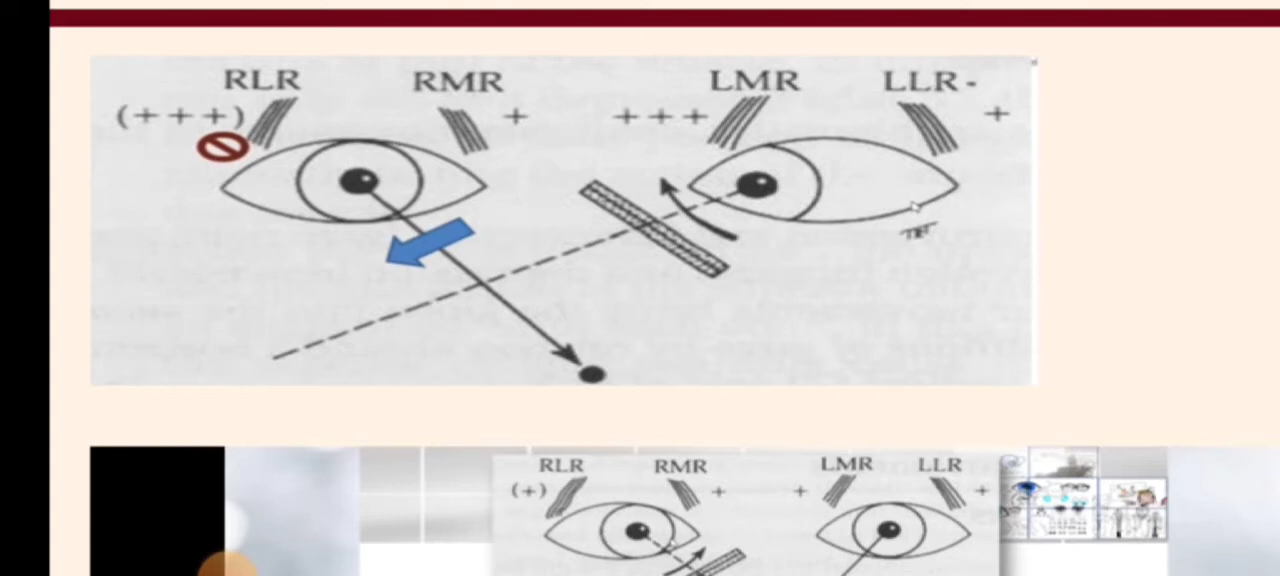 RLR RMR LMR LLR-
(+++) + +++ +
RLR RMR LMR LLR
(+) + + +